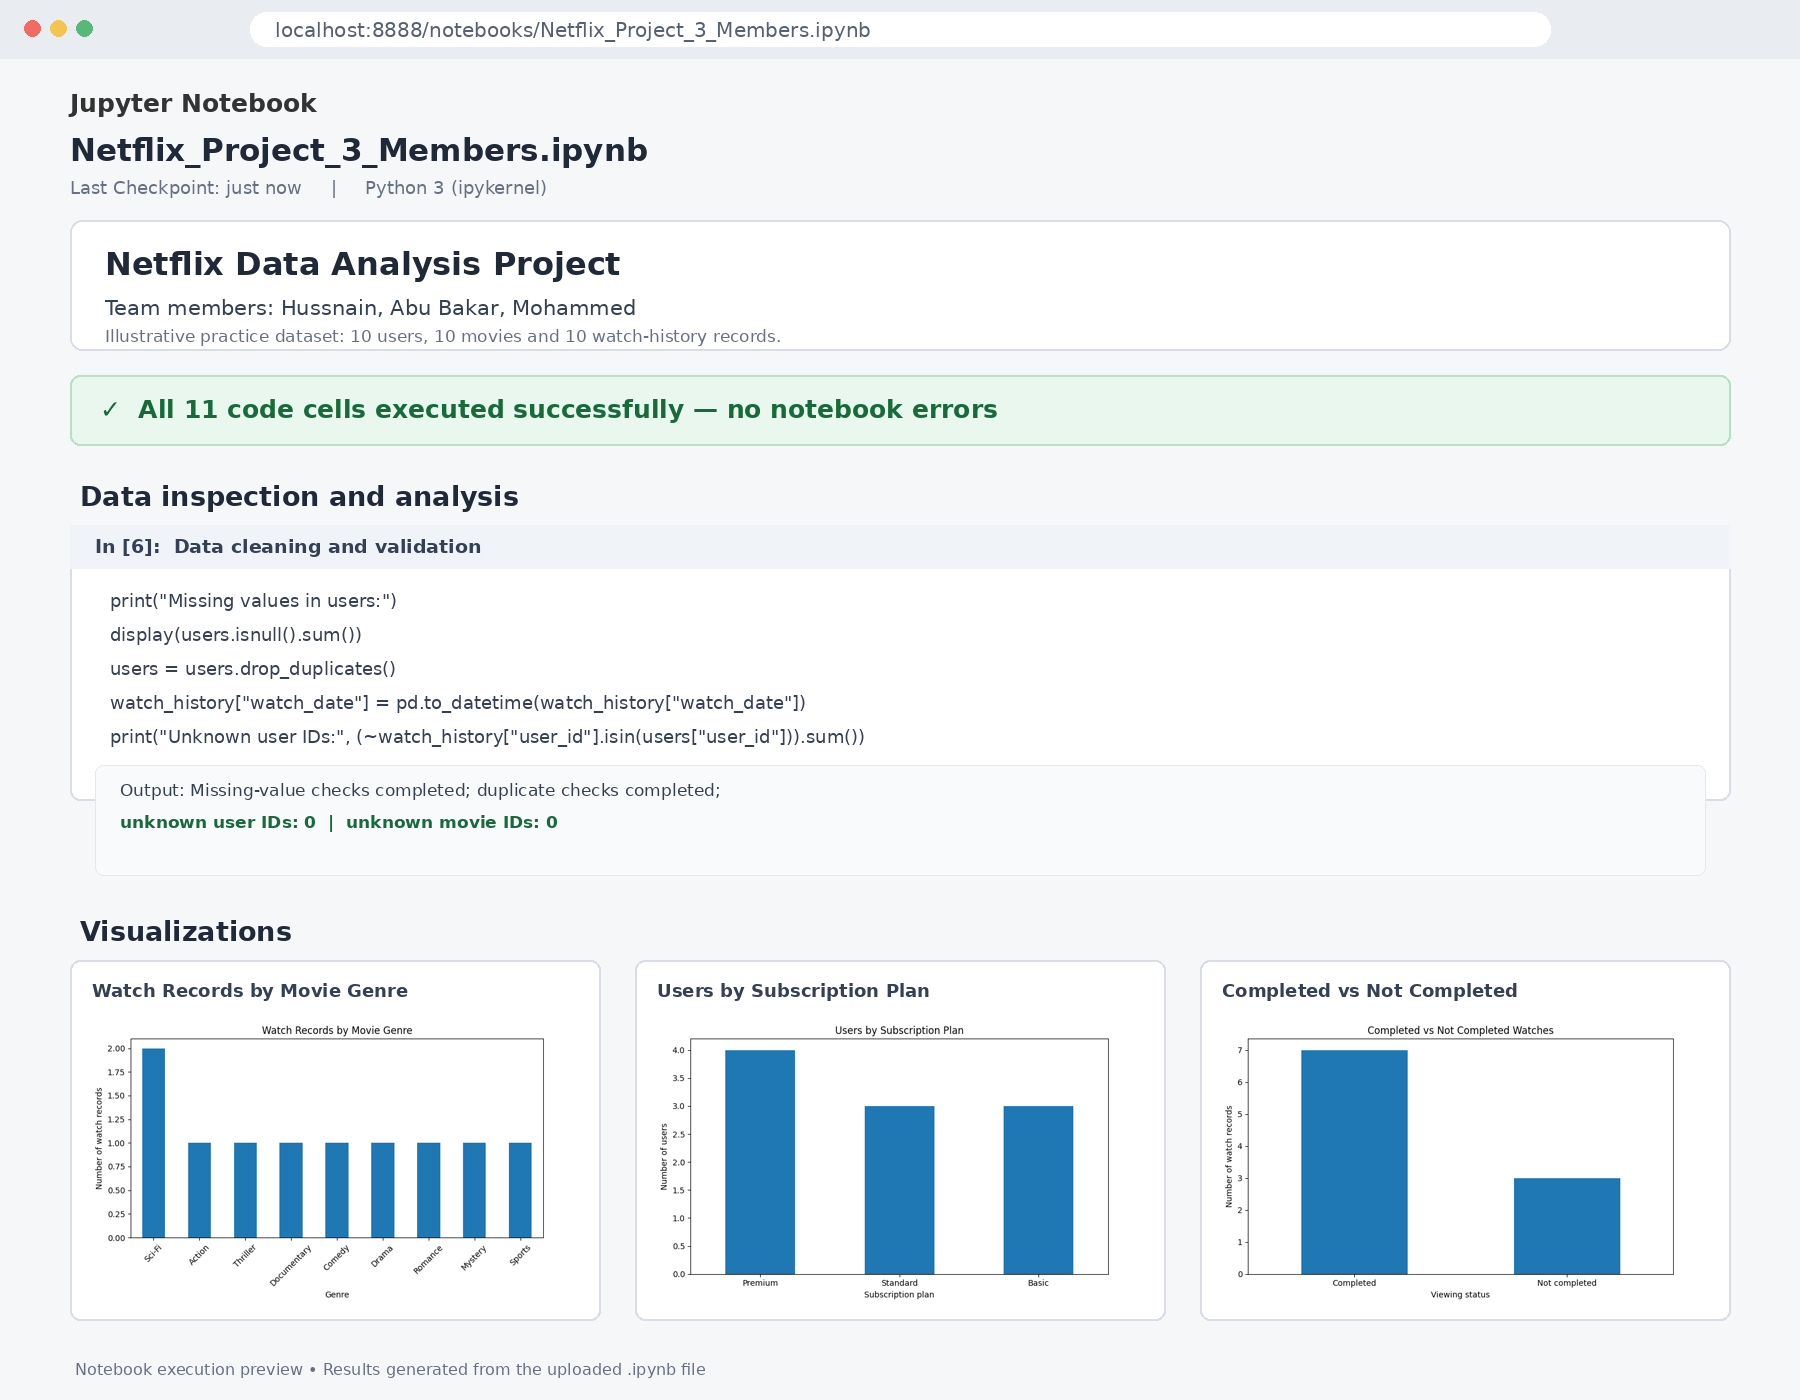 localhost:8888/notebooks/Netflix_Project_3_Members.ipynb
Jupyter Notebook
Netflix_Project_3_Members.ipynb
Last Checkpoint: just now | Python 3 (ipykernel)
Netflix Data Analysis Project
Team members: Hussnain, Abu Bakar, Mohammed
Illustrative practice dataset: 10 users, 10 movies and 10 watch-history records.
✓ All 11 code cells executed successfully — no notebook errors
Data inspection and analysis
In [6]: Data cleaning and validation
print("Missing values in users:")
display(users.isnull().sum())
users = users.drop_duplicates()
watch_history["watch_date"] = pd.to_datetime(watch_history["watch_date"])
print("Unknown user IDs:", (~watch_history["user_id"].isin(users["user_id"])).sum())
Output: Missing-value checks completed; duplicate checks completed;
unknown user IDs: 0 | unknown movie IDs: 0
Visualizations
Watch Records by Movie Genre
Watch Records by Movie Genre
Number of watch records
2.00
1.75
1.50
1.25
1.00
0.75
0.50
0.25
0.00
Sci-Fi
Action
Thriller
Documentary
Comedy
Drama
Romance
Mystery
Sports
Genre
Users by Subscription Plan
Users by Subscription Plan
Number of users
4.0
3.5
3.0
2.5
2.0
1.5
1.0
0.5
0.0
Premium
Standard
Basic
Subscription plan
Completed vs Not Completed
Completed vs Not Completed Watches
Number of watch records
7
6
5
4
3
2
1
0
Completed
Not completed
Viewing status
Notebook execution preview • Results generated from the uploaded .ipynb file